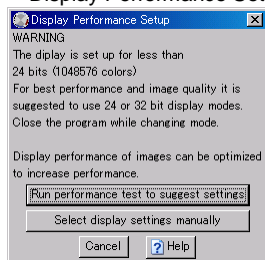 Display Performance Setup
WARNING
The diplay is set up for less than
24 bits (1048576 colors)
For best performance and image quality it is
suggested to use 24 or 32 bit display modes.
Close the program while changing mode.
Display performance of images can be optimized
to increase performance.
Run performance test to suggest settings
Select display settings manually
Cancel
Help